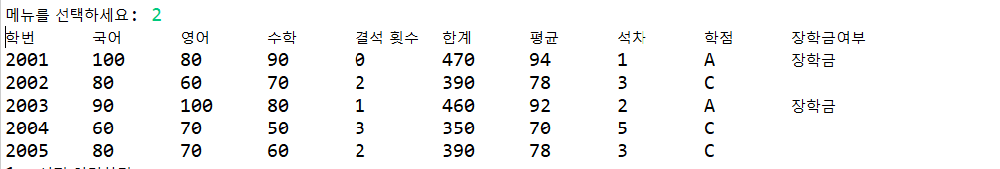 메뉴를 선택하세요: 2
학번 국어 영어 수학 결석 횟수 합계 평균 석차 학점 장학금여부
2001 100 80 90 0 470 94 1 A 장학금
2002 80 60 70 2 390 78 3 C
2003 90 100 80 1 460 92 2 A 장학금
2004 60 70 50 3 350 70 5 C
2005 80 70 60 2 390 78 3 C